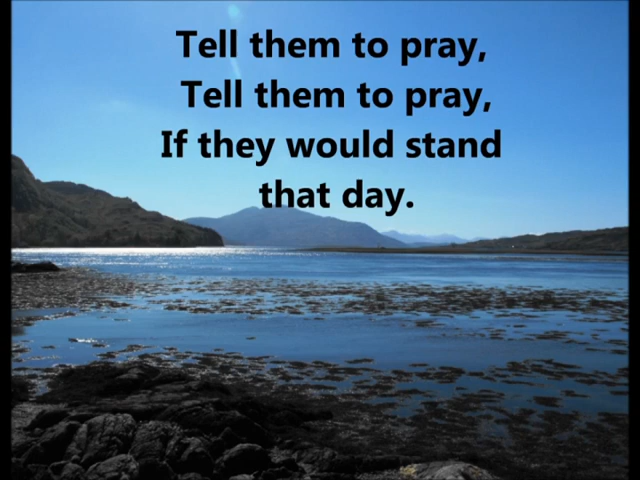 Tell them to pray,
Tell them to pray,
If they would stand
that day.